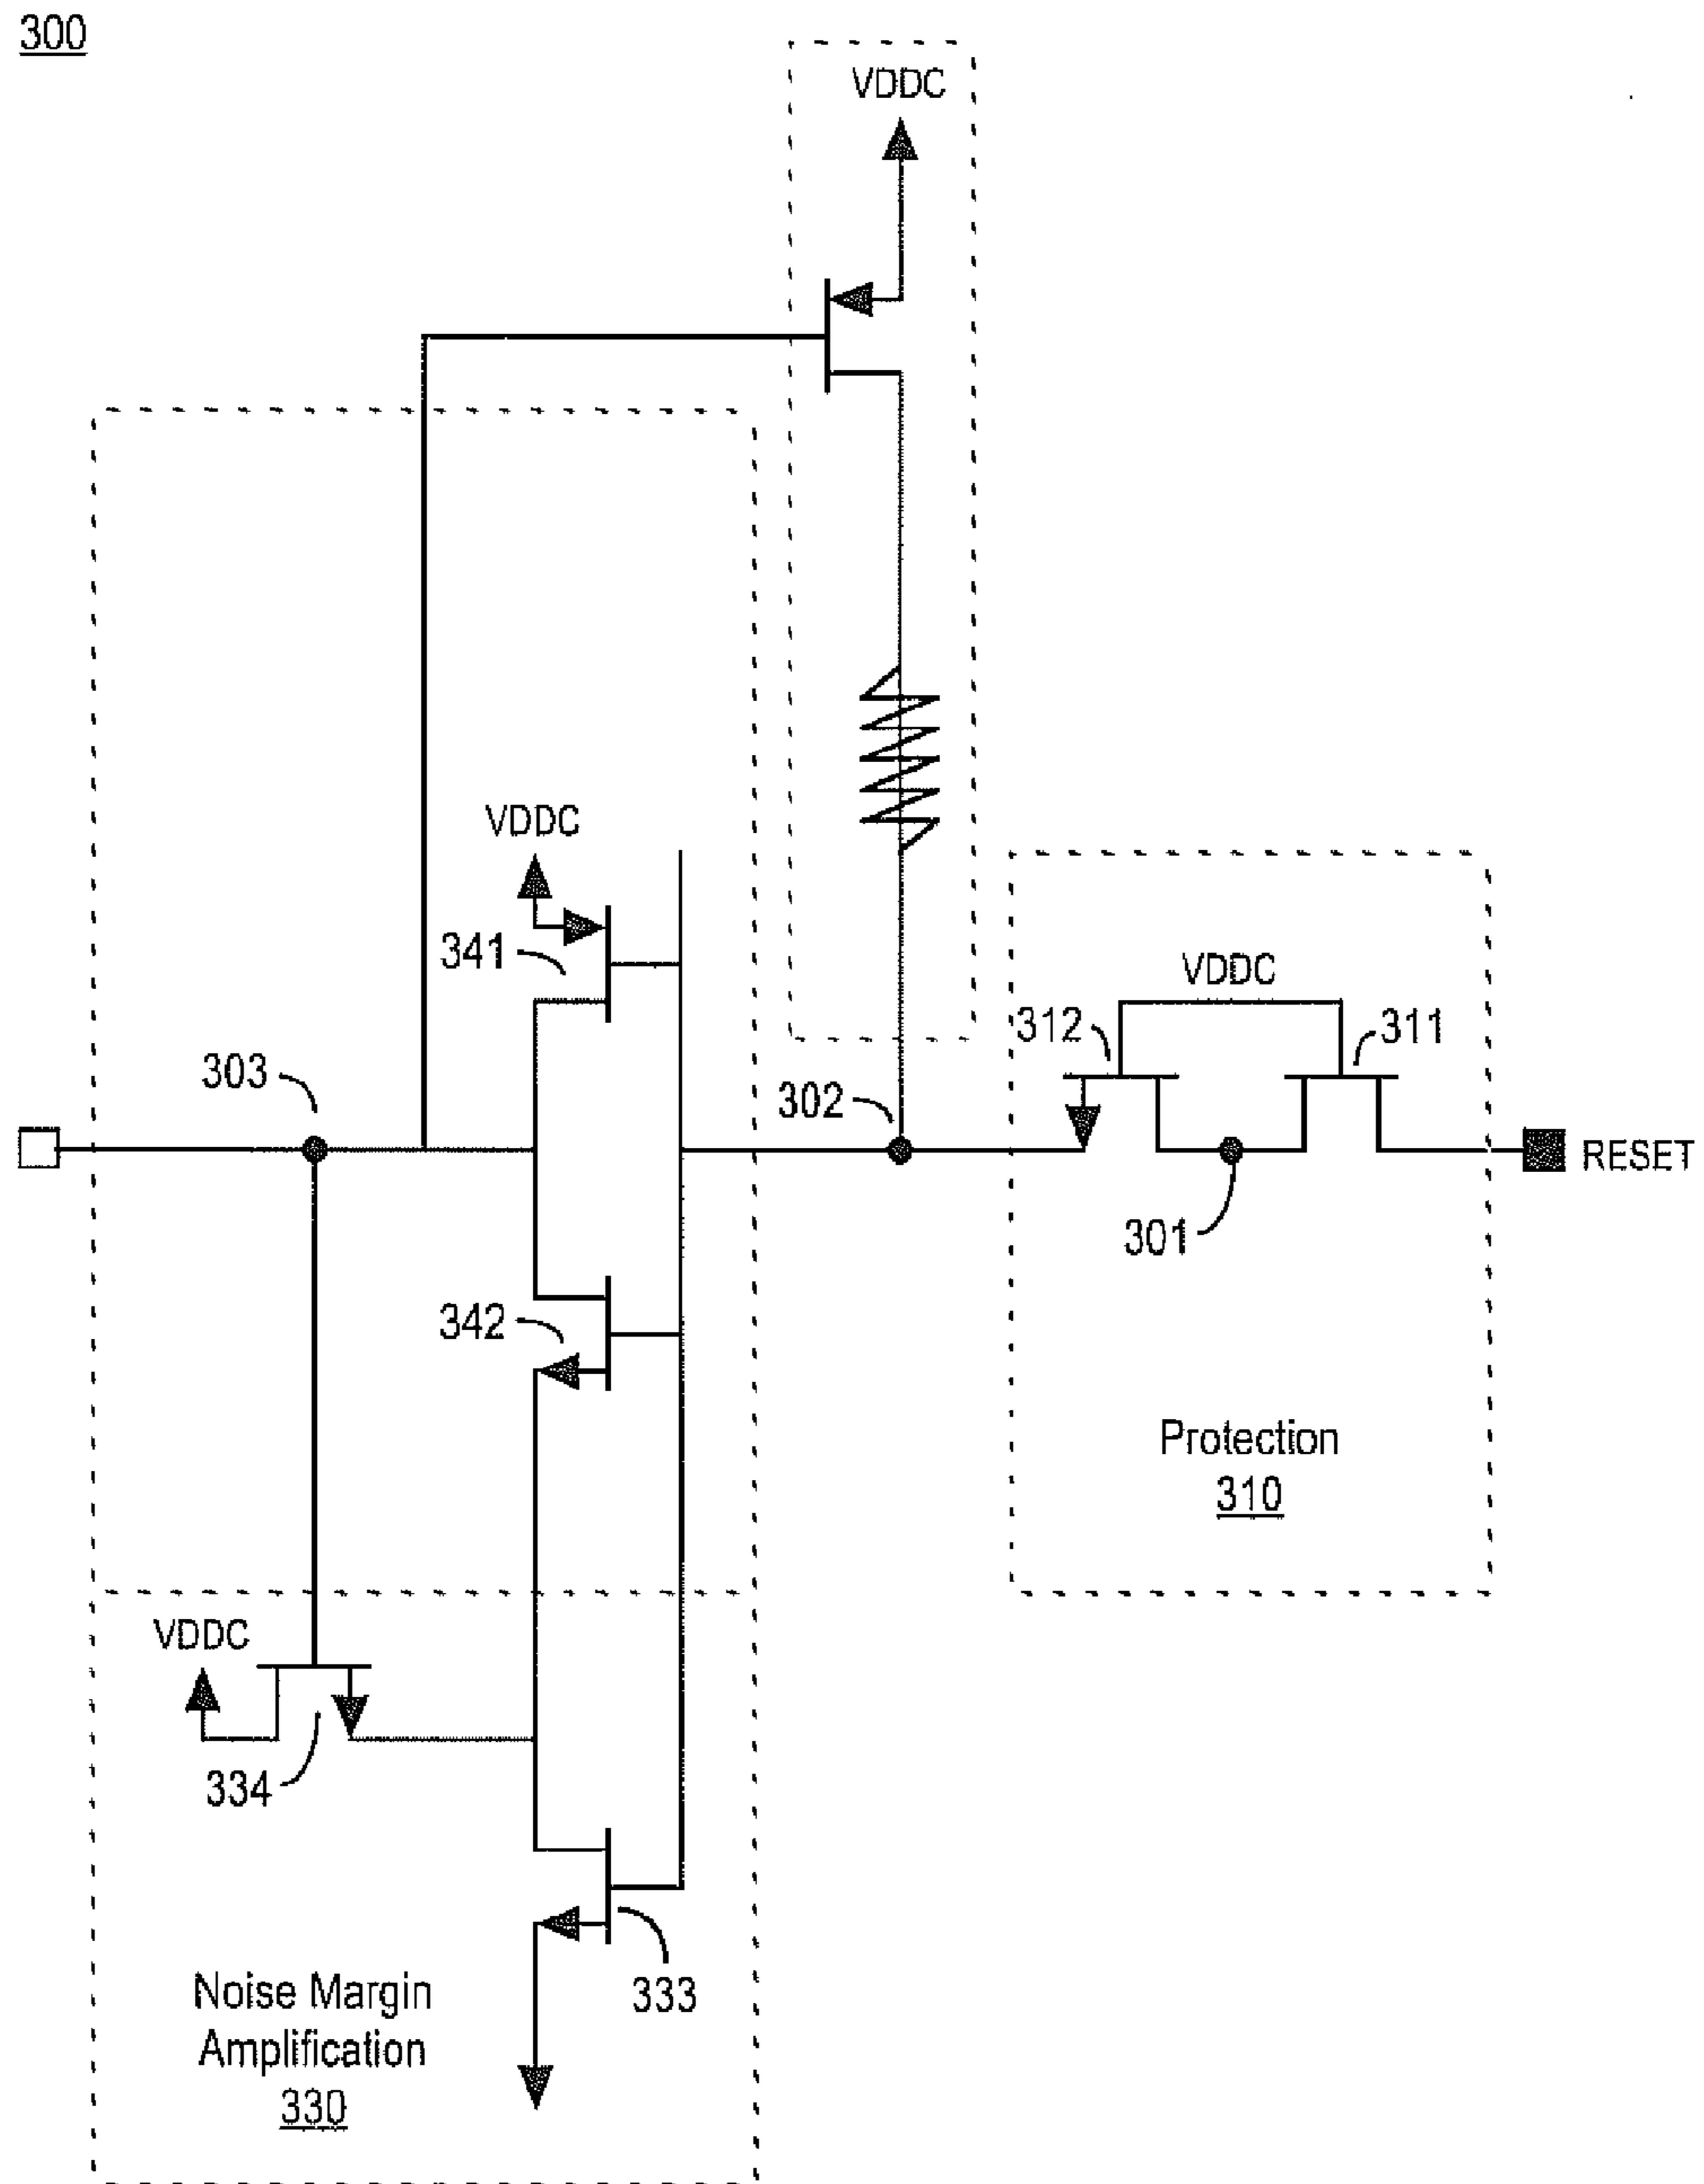 300
VDDC
VDDC
341
VDDC
312
311
303
302
RESET
301
342
Protection
310
VDDC
334
333
Noise Margin
Amplification
330